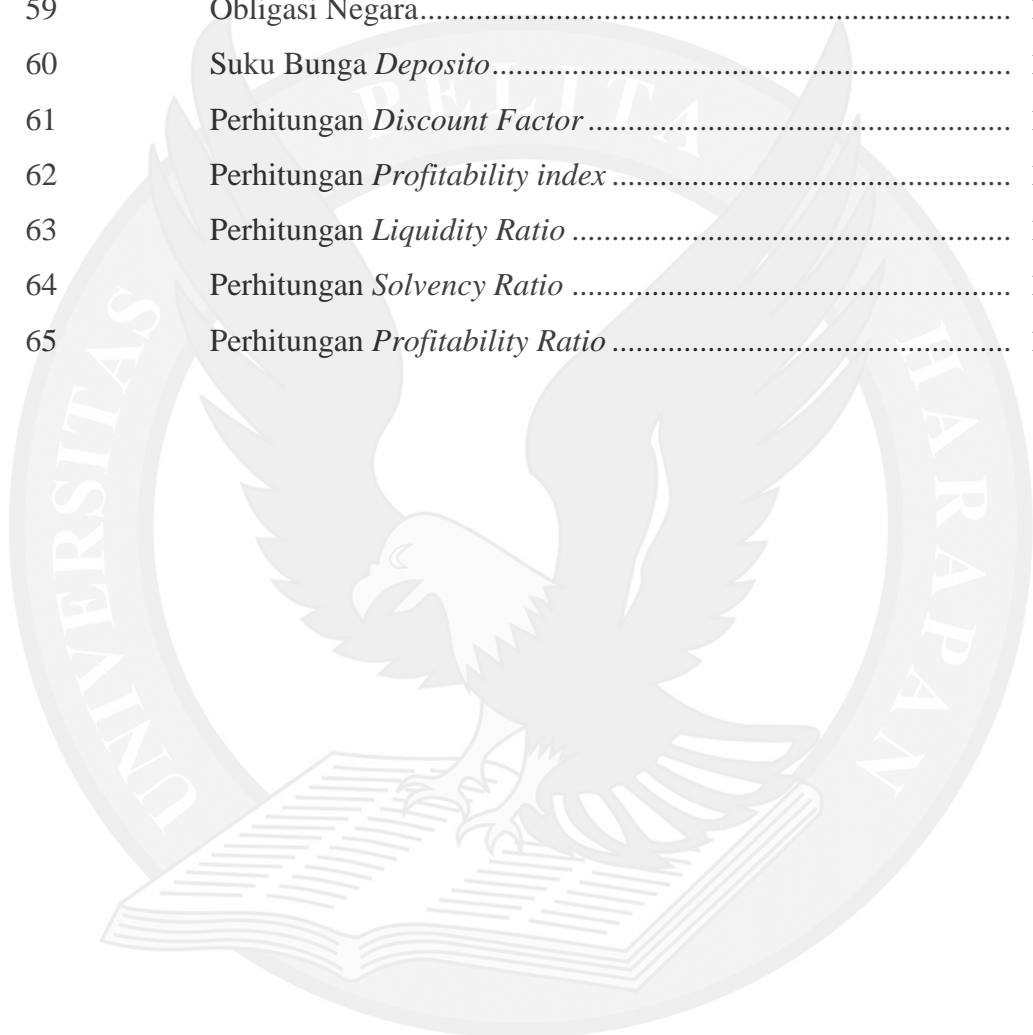 59 Obligasi Negara
60 Suku Bunga Deposito
61 Perhitungan Discount Factor
62 Perhitungan Profitability index
63 Perhitungan Liquidity Ratio
64 Perhitungan Solvency Ratio
65 Perhitungan Profitability Ratio
UNIVERSITAS PELITA HARAPAN